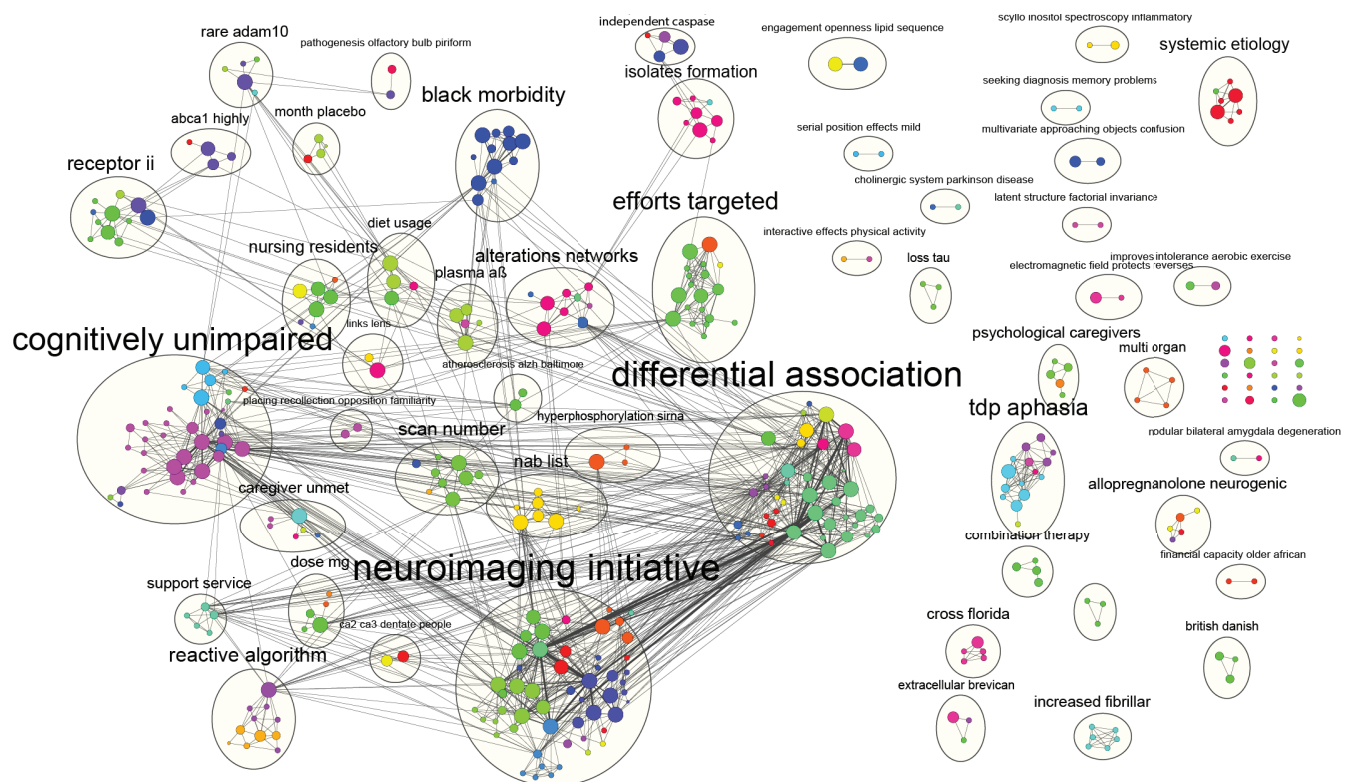 scyllo inositol spectroscopy inflammatory
independent caspase
engagement openness lipid sequence
rare adam10
pathogenesis olfactory bulb piriform
systemic etiology
isolates formation
seeking diagnosis memory problems
black morbidity
abca1 highly
month placebo
serial position effects mild
multivariate approaching objects confusion
receptor ii
cholinergic system parkinson disease
latent structure factorial invariance
efforts targeted
diet usage
interactive effects physical activity
nursing residents
alterations networks
loss tau
improves intolerance aerobic exercise
electromagnetic field protects reverses
plasma aß
links lens
cognitively unimpaired
psychological caregivers
multi organ
atherosclerosis alzh baltimore
differential association
placing recollection opposition familiarity
tdp aphasia
hyperphosphorylation sirna
scan number
bilateral amygdala degeneration
nab list
allopregnanolone neurogenic
caregiver unmet
combination therapy
financial capacity older african
dose mg
neuroimaging initiative
support service
cross florida
ca2 ca3 dentate people
british danish
reactive algorithm
extracellular brevican
increased fibrillar